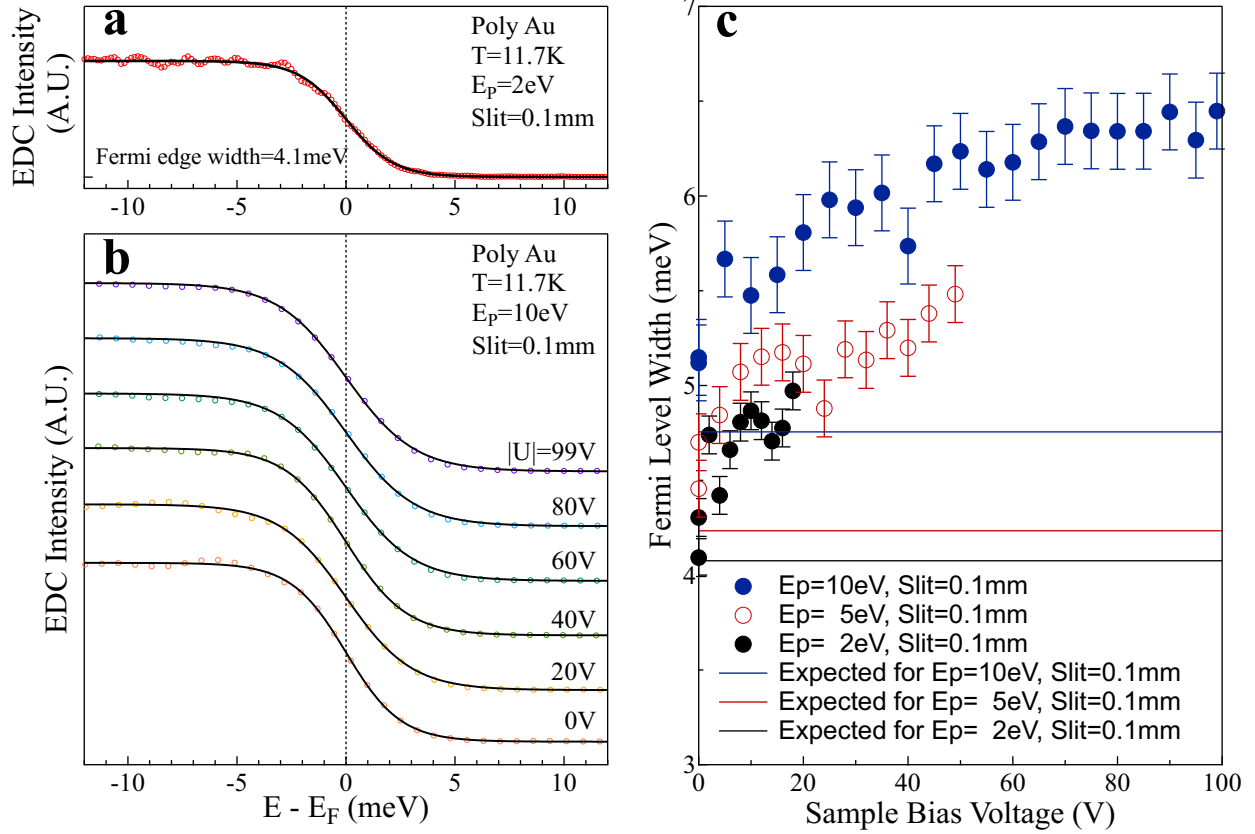 a
EDC Intensity
(A.U.)
Poly Au
T=11.7K
E_P=2eV
Slit=0.1mm
Fermi edge width=4.1meV
-10 -5 0 5 10
b
EDC Intensity (A.U.)
Poly Au
T=11.7K
E_P=10eV
Slit=0.1mm
|U|=99V
80V
60V
40V
20V
0V
-10 -5 0 5 10
E - E_F (meV)
c
Fermi Level Width (meV)
7
6
5
4
3
Ep=10eV, Slit=0.1mm
Ep= 5eV, Slit=0.1mm
Ep= 2eV, Slit=0.1mm
Expected for Ep=10eV, Slit=0.1mm
Expected for Ep= 5eV, Slit=0.1mm
Expected for Ep= 2eV, Slit=0.1mm
0 20 40 60 80 100
Sample Bias Voltage (V)